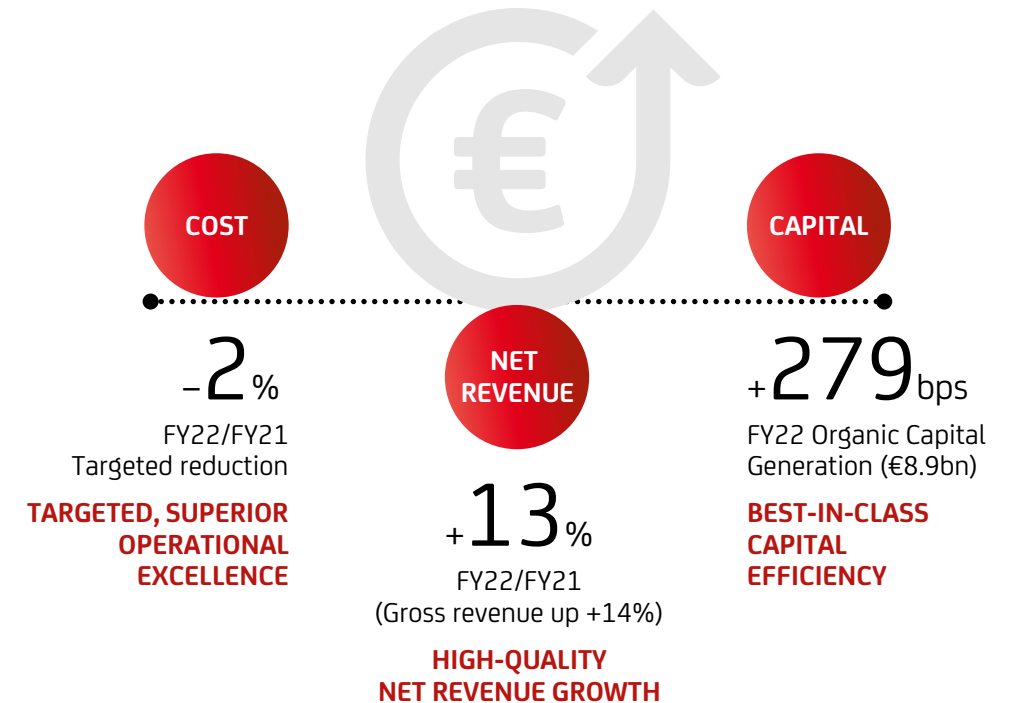 €
COST
–2%
FY22/FY21
Targeted reduction
TARGETED, SUPERIOR
OPERATIONAL
EXCELLENCE
NET
REVENUE
+13%
FY22/FY21
(Gross revenue up +14%)
HIGH-QUALITY
NET REVENUE GROWTH
CAPITAL
+279bps
FY22 Organic Capital
Generation (€8.9bn)
BEST-IN-CLASS
CAPITAL
EFFICIENCY